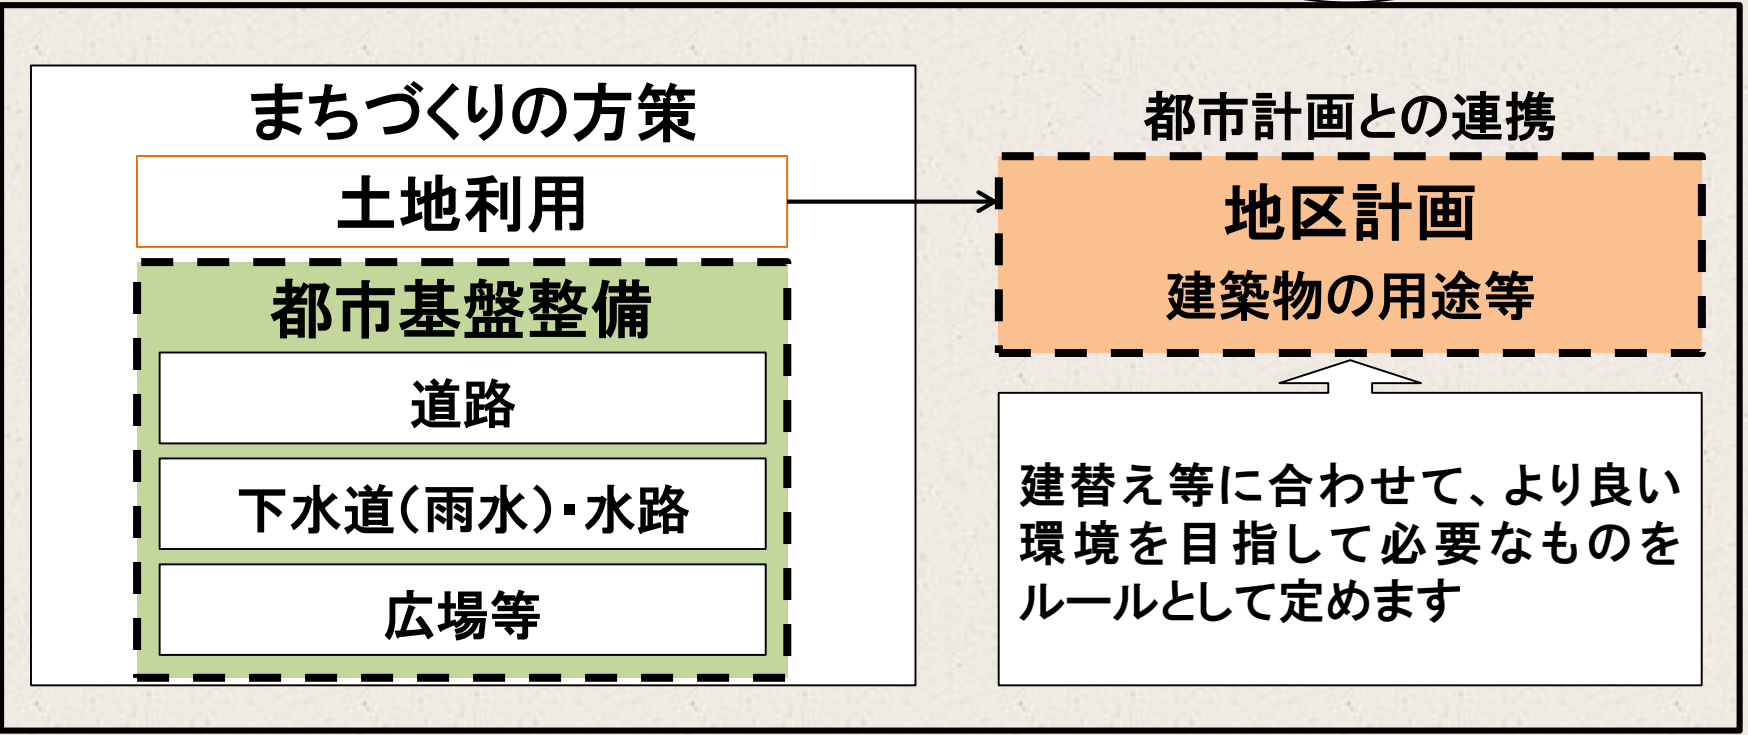 まちづくりの方策
土地利用
都市基盤整備
道路
下水道(雨水)・水路
広場等
都市計画との連携
地区計画
建築物の用途等
建替え等に合わせて、より良い
環境を目指して必要なものを
ルールとして定めます